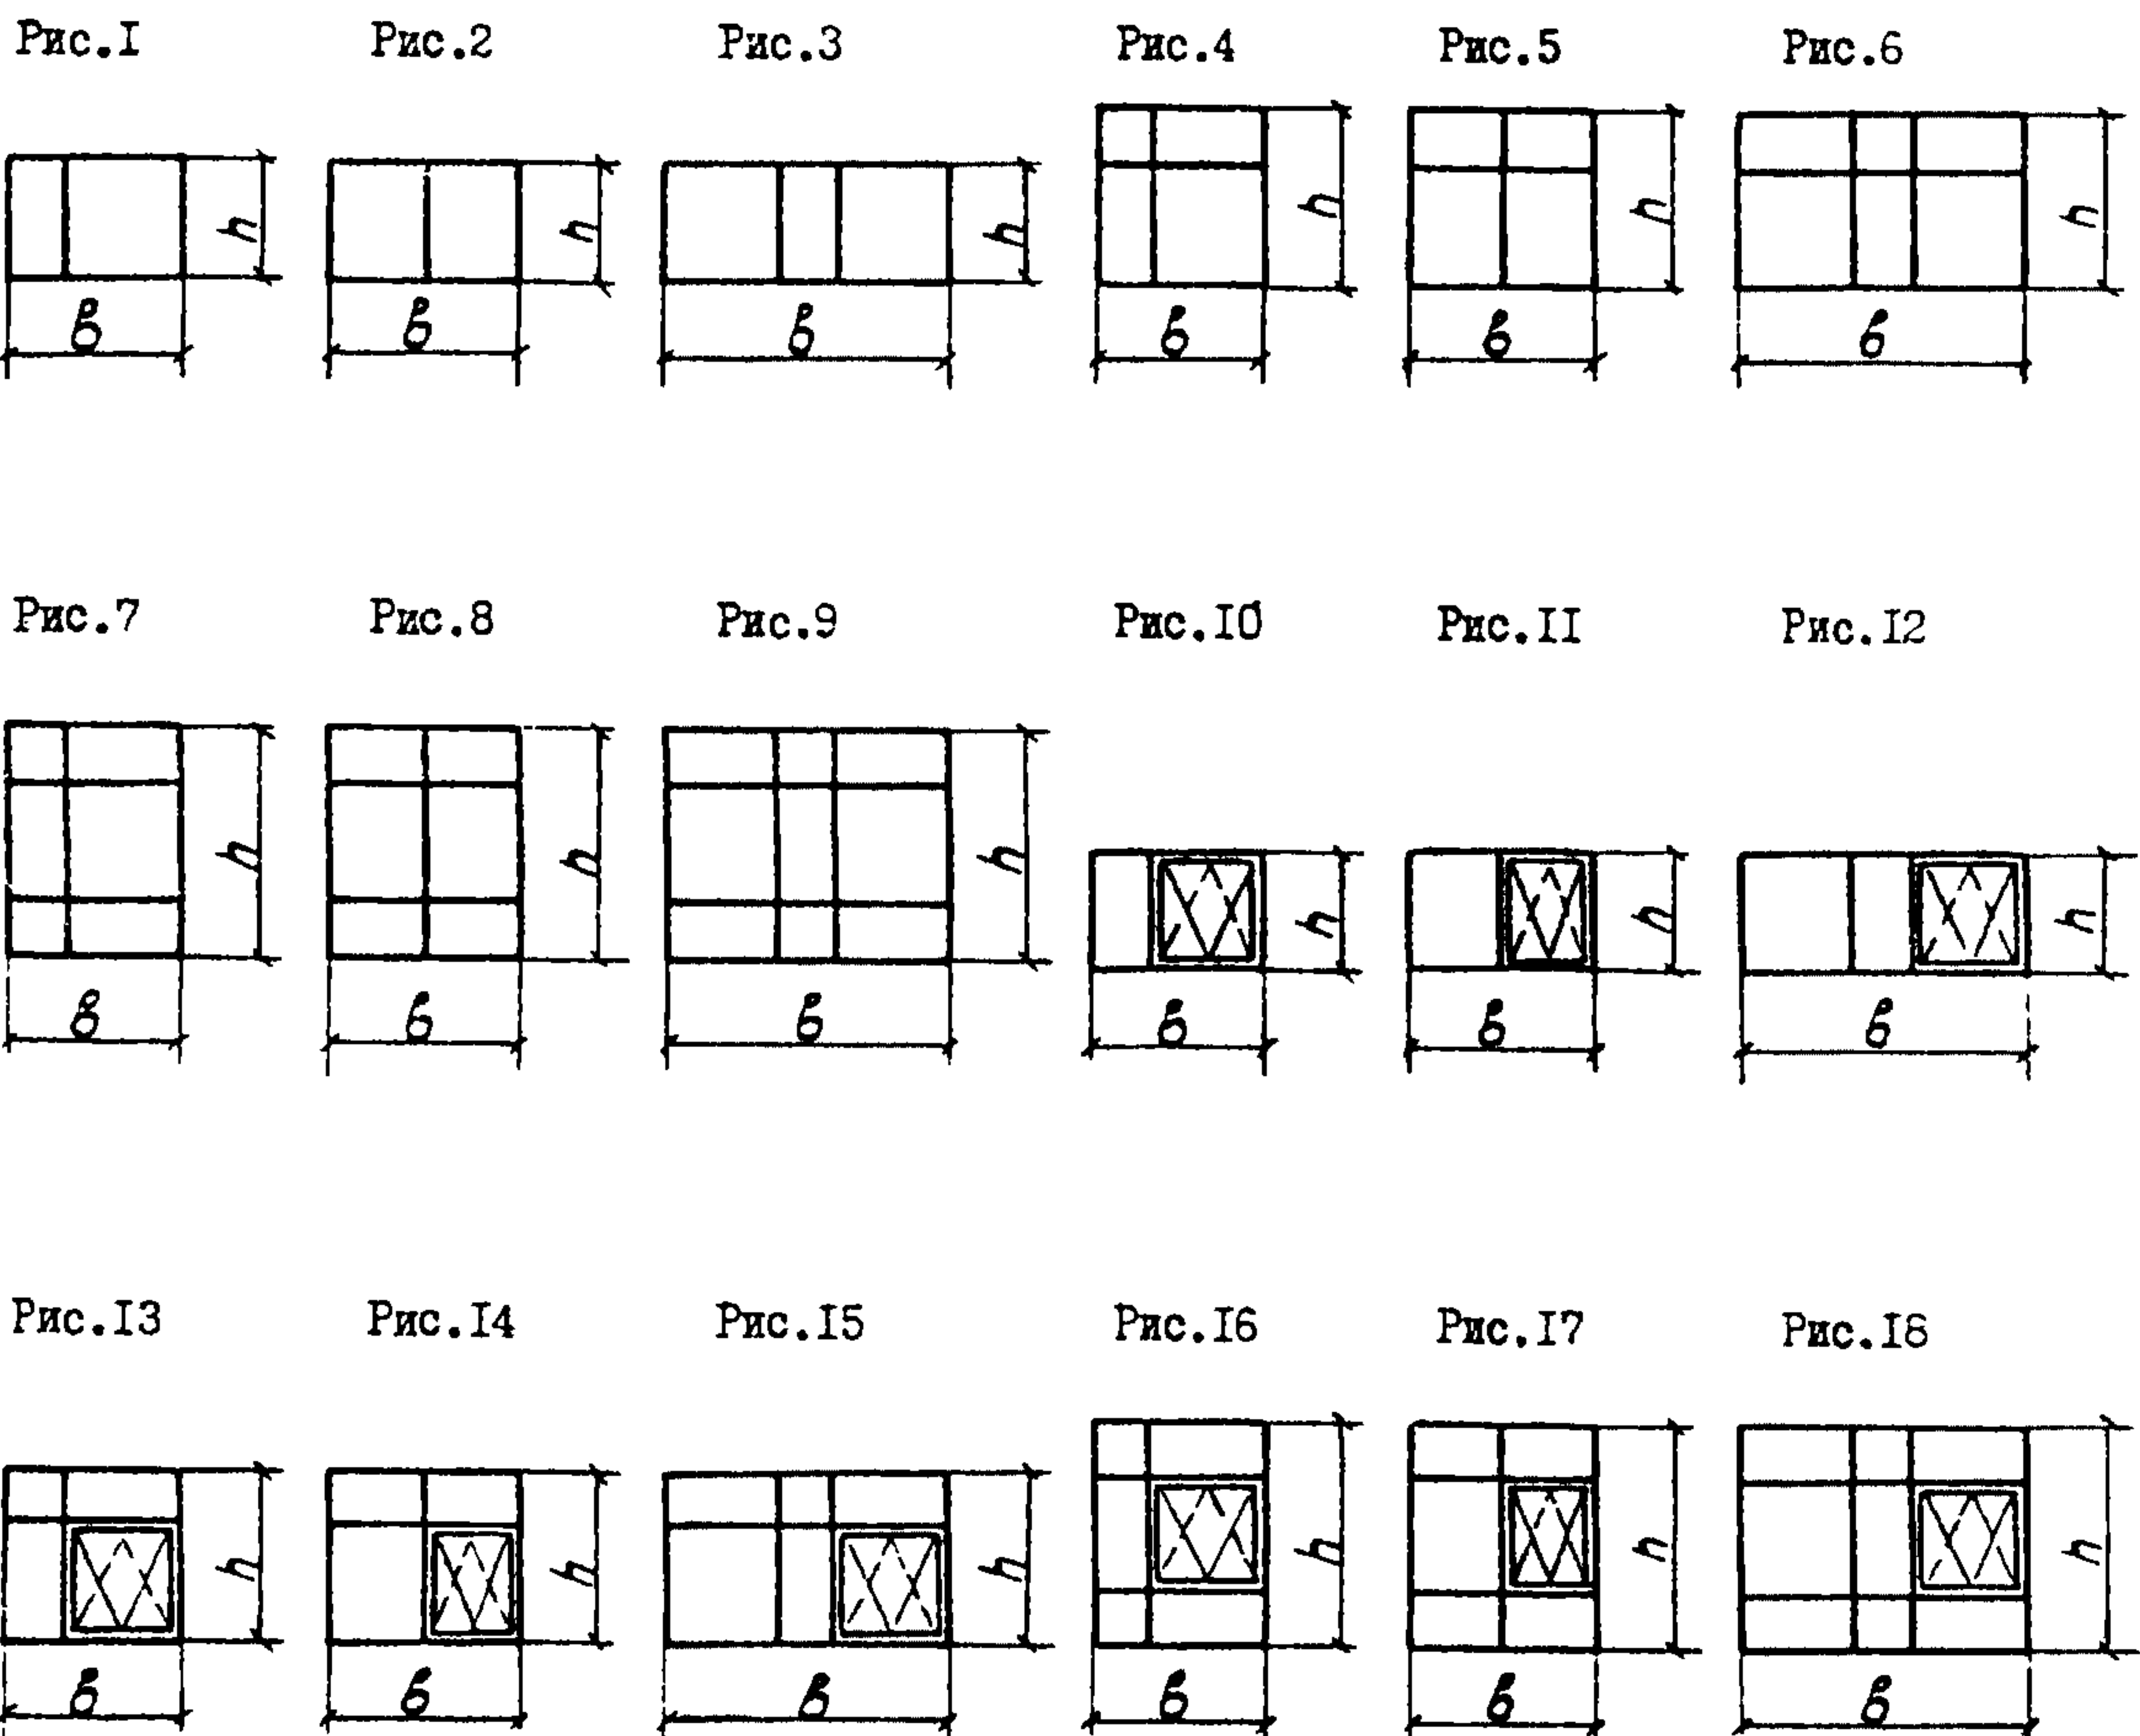 Рис.I Рис.2 Рис.3 Рис.4 Рис.5 Рис.6
h h h h h h
в в в в в в
Рис.7 Рис.8 Рис.9 Рис.I0 Рис.II Рис.I2
h h h h h h
в в в в в в
Рис.I3 Рис.I4 Рис.I5 Рис.I6 Рис.I7 Рис.I8
h h h h h h
в в в в в в